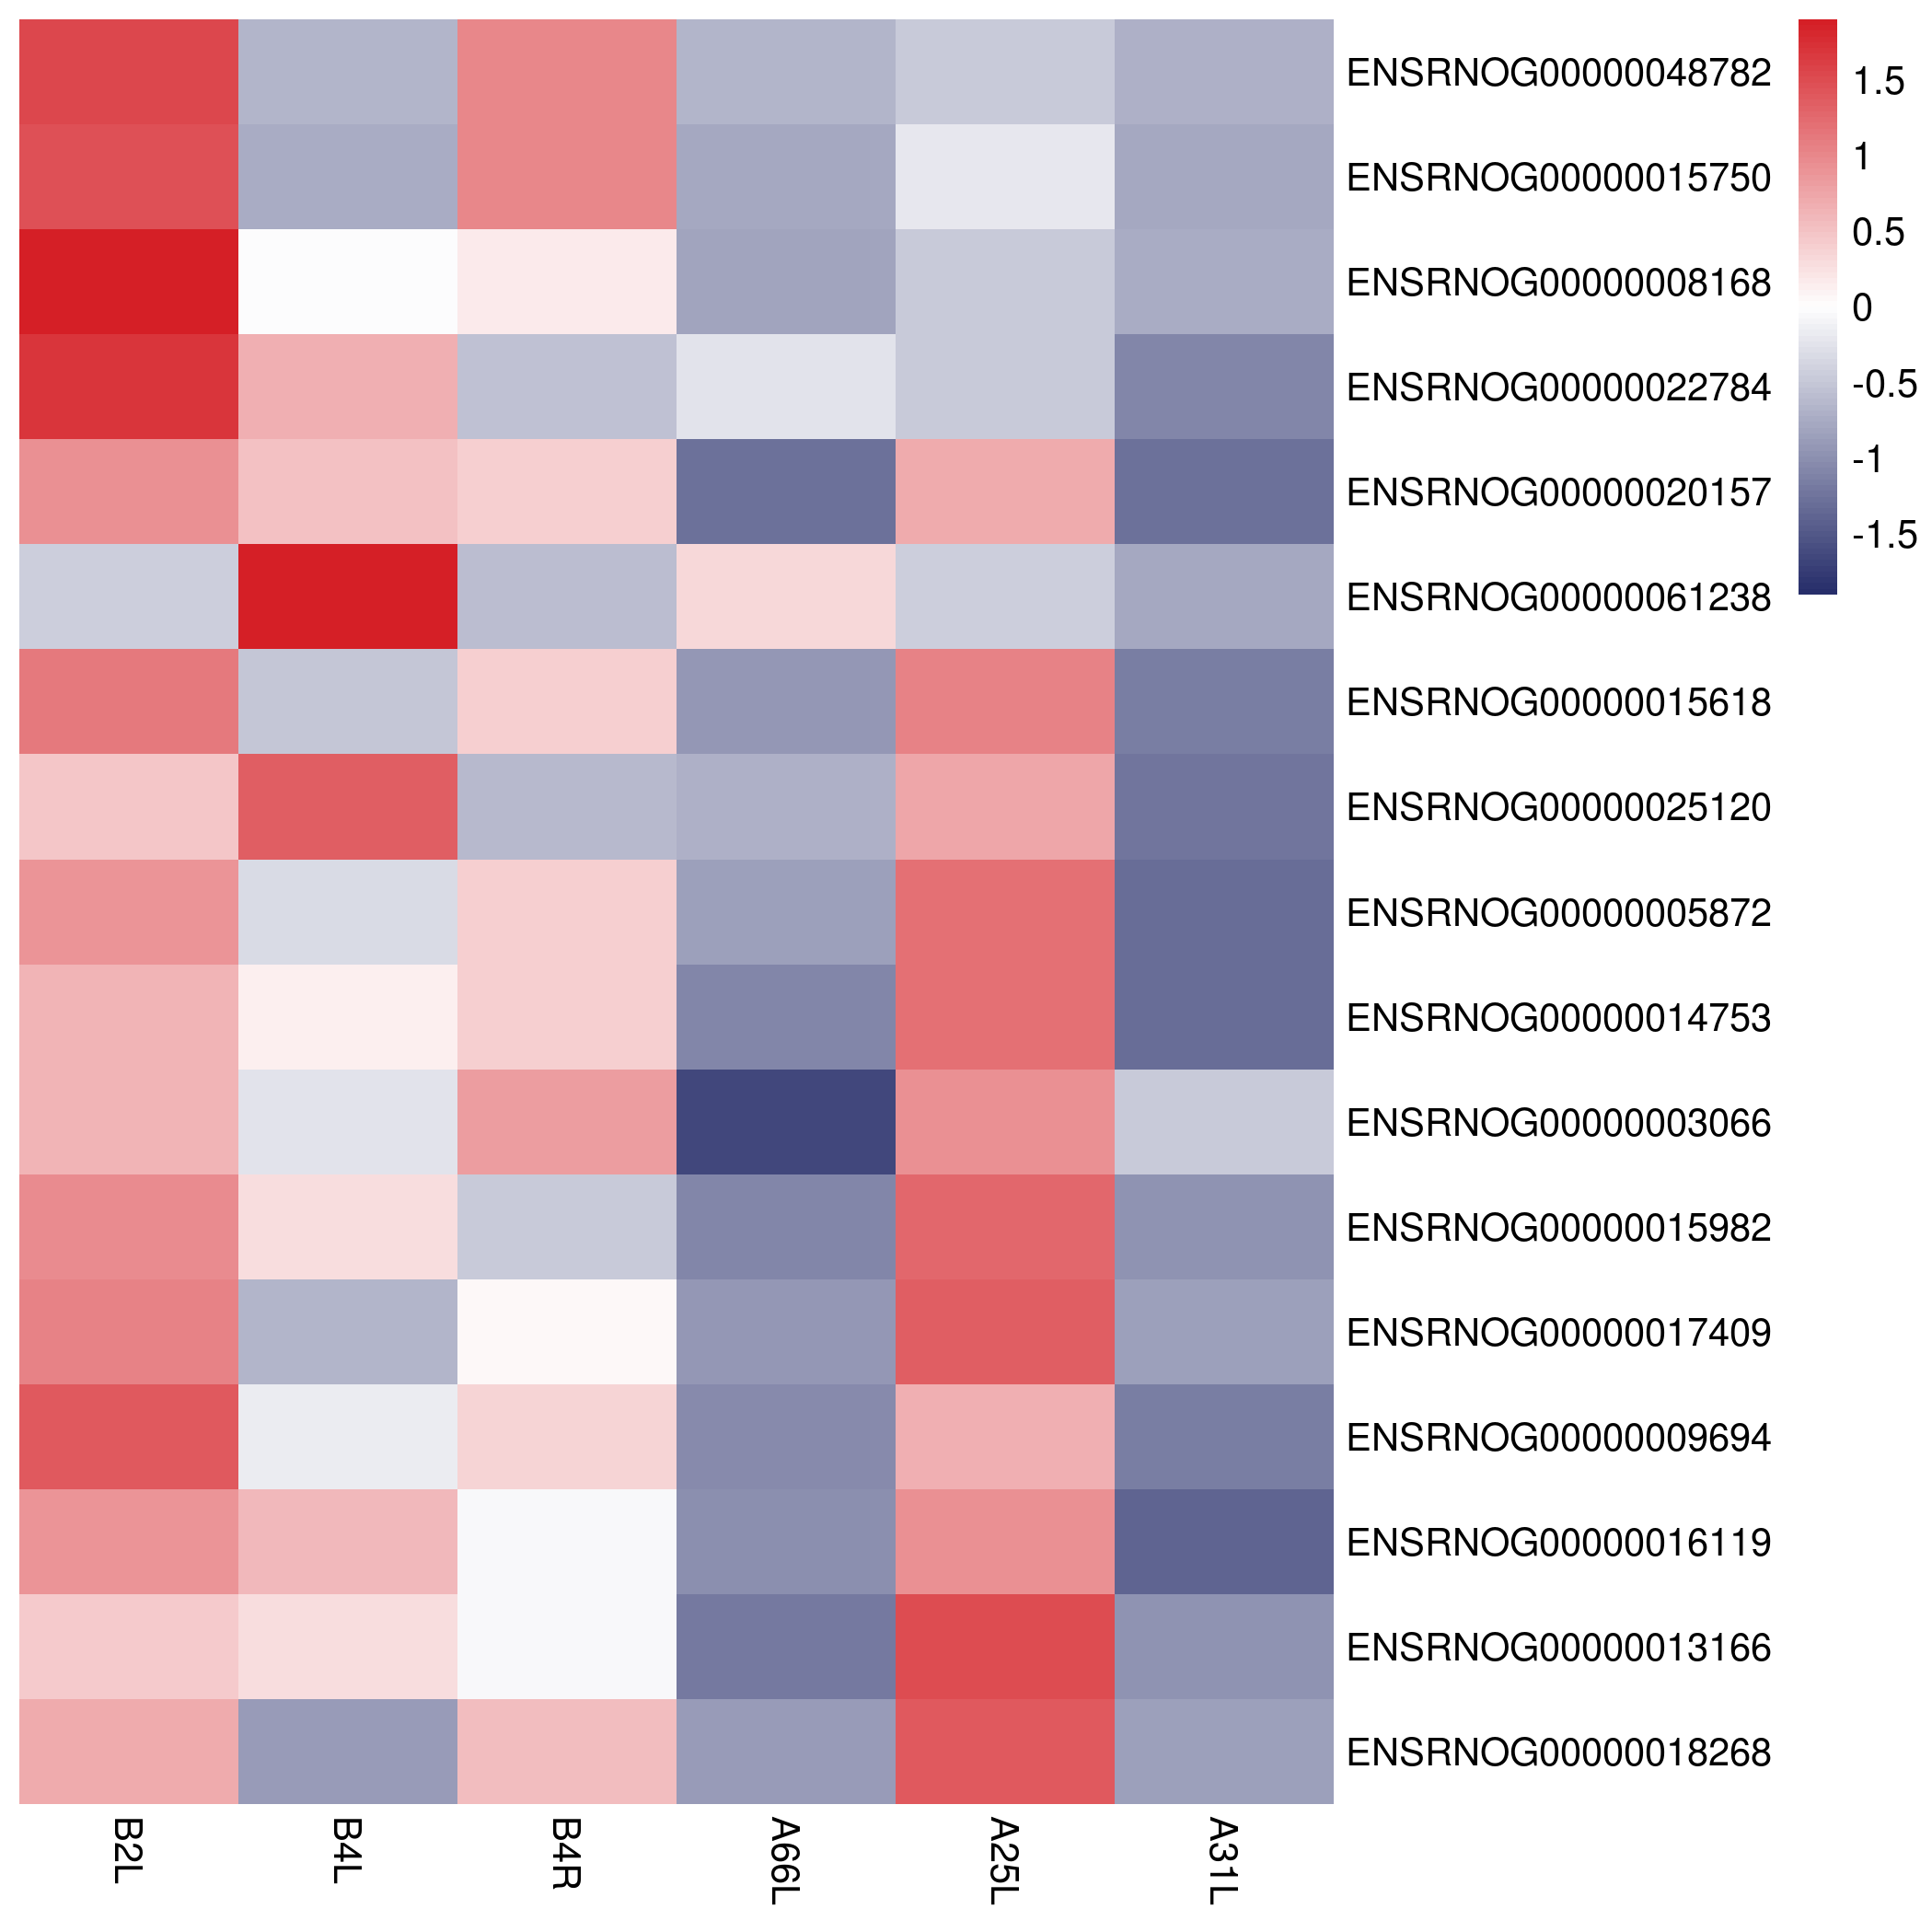 ENSRNOG00000048782
ENSRNOG00000015750
ENSRNOG00000008168
ENSRNOG00000022784
ENSRNOG00000020157
ENSRNOG00000061238
ENSRNOG00000015618
ENSRNOG00000025120
ENSRNOG00000005872
ENSRNOG00000014753
ENSRNOG00000003066
ENSRNOG00000015982
ENSRNOG00000017409
ENSRNOG00000009694
ENSRNOG00000016119
ENSRNOG00000013166
ENSRNOG00000018268
1.5
1
0.5
0
-0.5
-1
-1.5
B2L
B4L
B4R
A66L
A25L
A31L